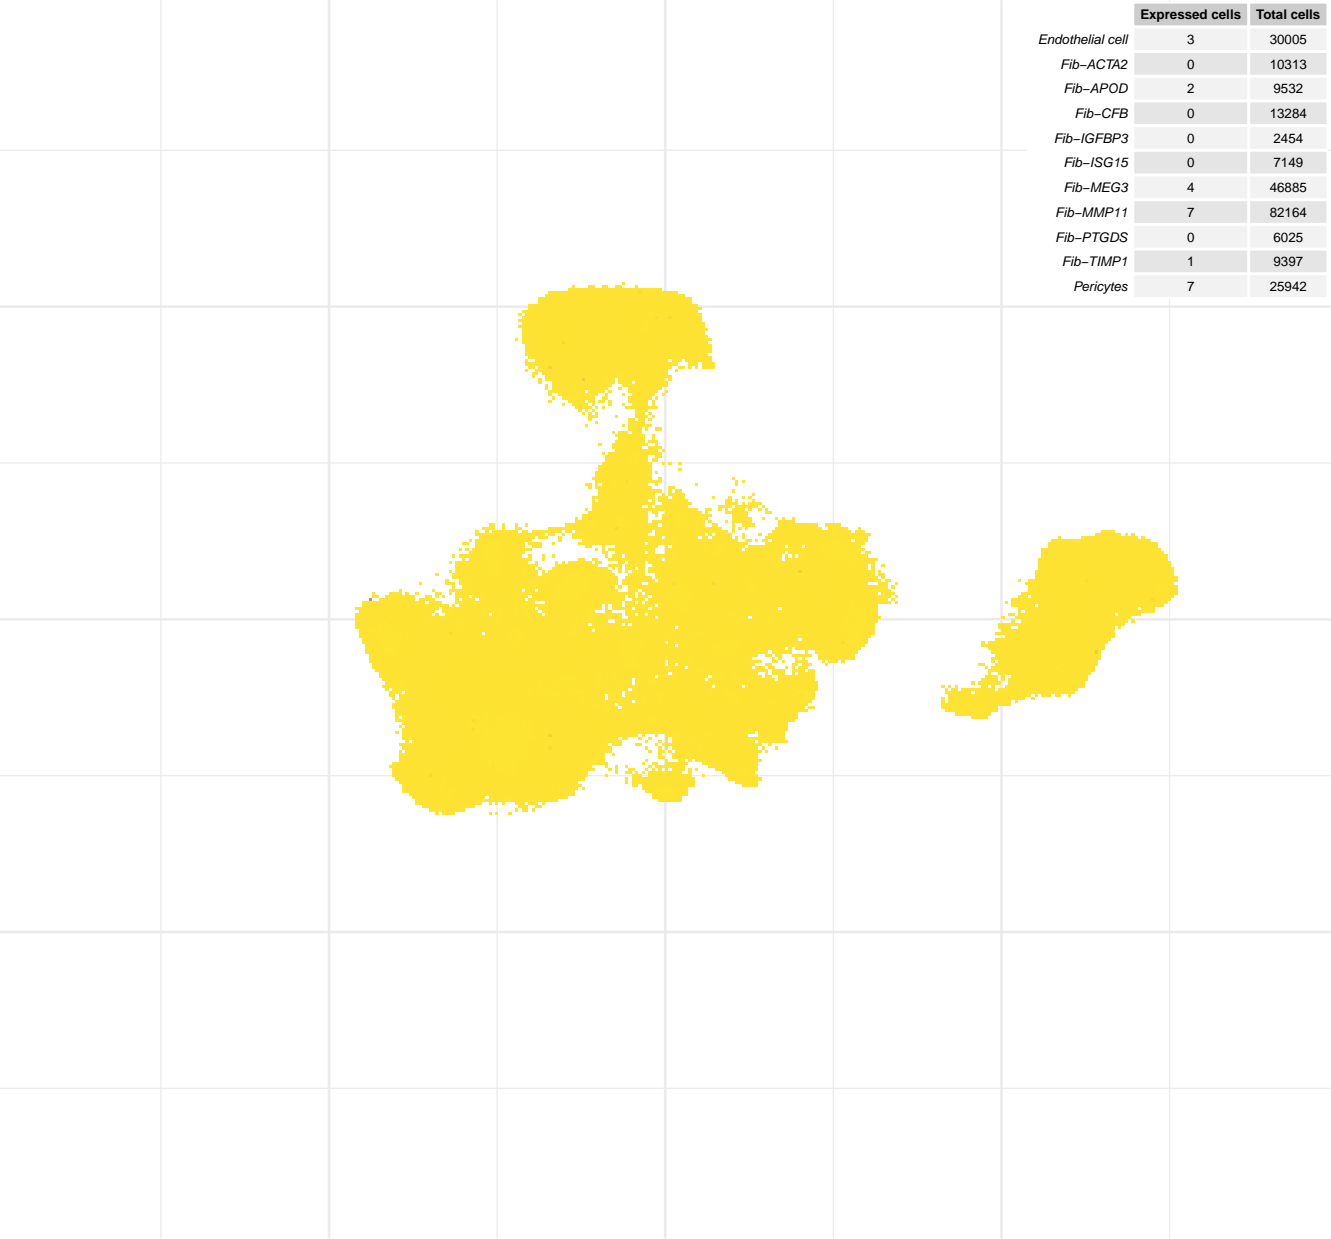 Expressed cells Total cells
Endothelial cell 3 30005
Fib−ACTA2 0 10313
Fib−APOD 2 9532
Fib−CFB 0 13284
Fib−IGFBP3 0 2454
Fib−ISG15 0 7149
Fib−MEG3 4 46885
Fib−MMP11 7 82164
Fib−PTGDS 0 6025
Fib−TIMP1 1 9397
Pericytes 7 25942